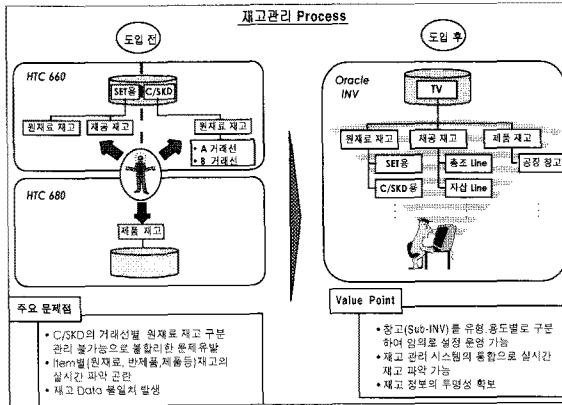 재고관리 Process
도입 전
HTC 660
SET용
C/SKD
원재료 재고
재공 재고
원재료 재고
• A 거래선
• B 거래선
HTC 680
제품 재고
주요 문제점
• C/SKD의 거래선별 원재료 재고 구분
관리 불가능으로 불합리한 문제유발
• Item별(원재료, 반제품,제품등)재고의
실시간 파악 곤란
• 재고 Data 불일치 발생
도입 후
Oracle
INV
TV
원재료 재고
재공 재고
제품 재고
SET용
총조 Line
공장 창고
C/SKD용
자삽 Line
Value Point
• 창고(Sub-INV)를 유형,용도별로 구분
하여 임의로 설정 운영 가능
• 재고 관리 시스템의 통합으로 실시간
재고 파악 가능
• 재고 정보의 투명성 확보